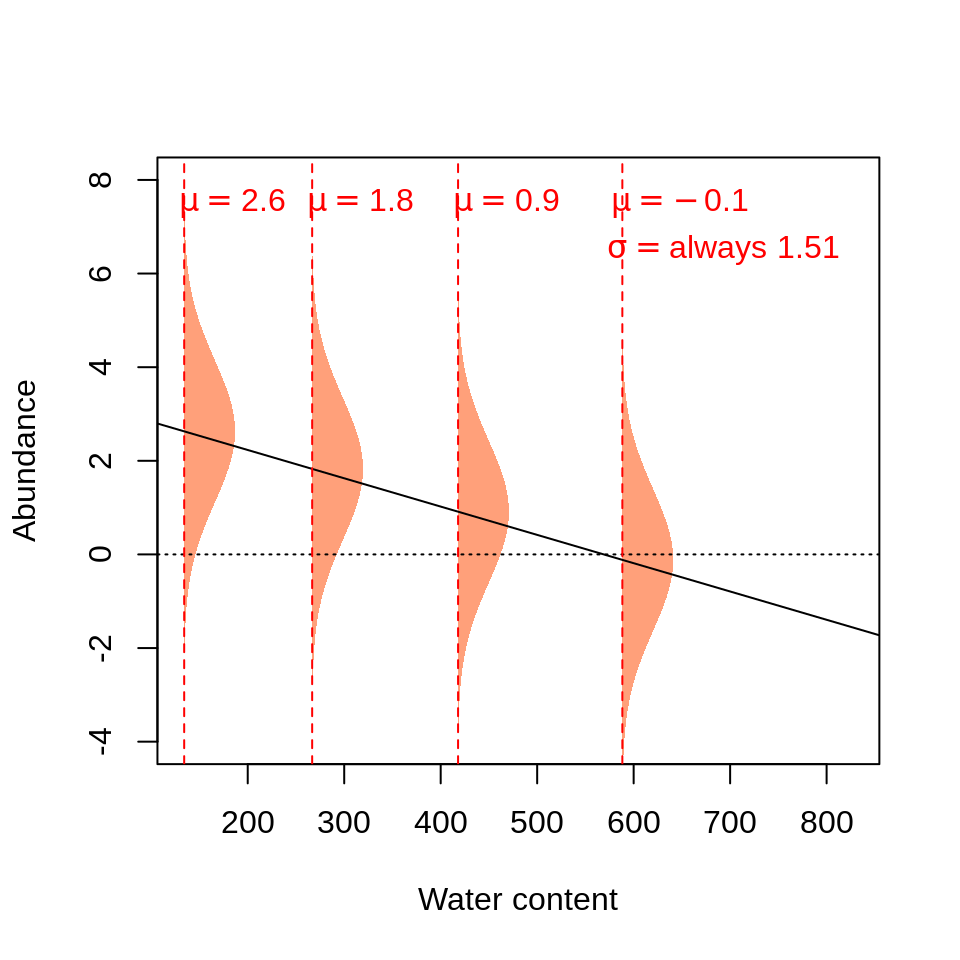 μ = 2.6
μ = 1.8
μ = 0.9
μ = −0.1
σ = always 1.51
8
6
4
2
0
-2
-4
Abundance
200 300 400 500 600 700 800
Water content